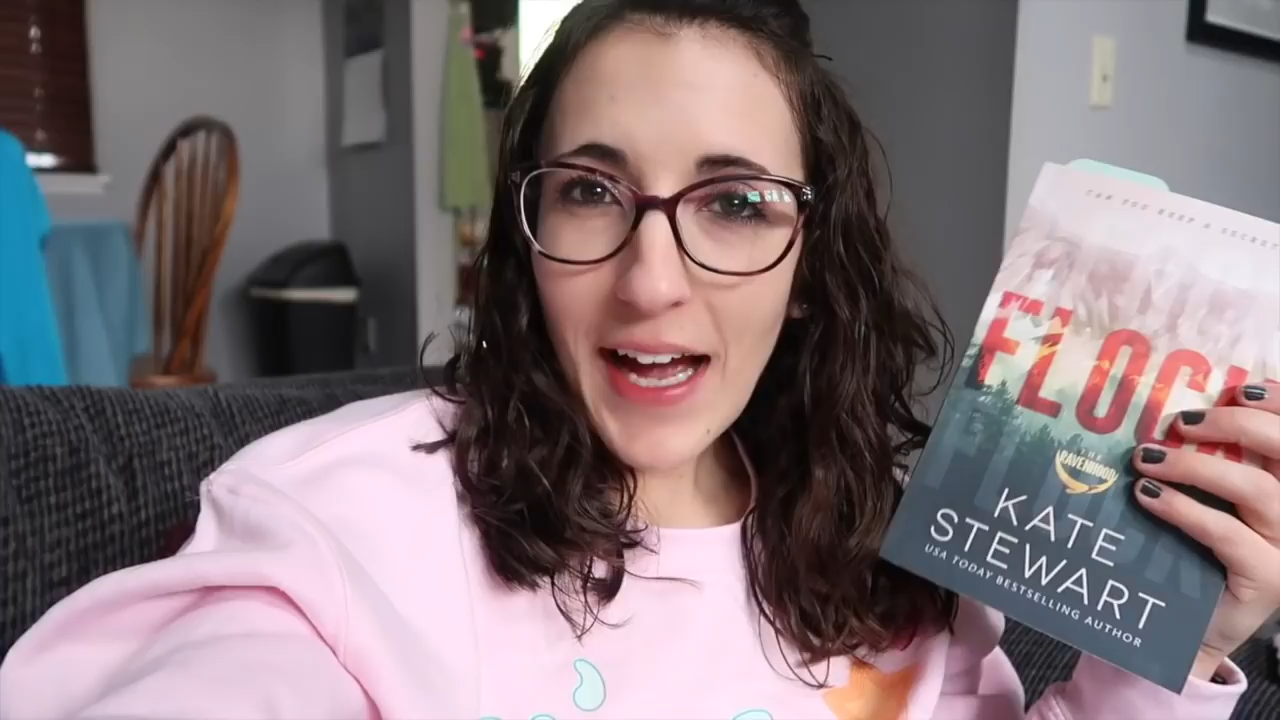 CAN YOU KEEP A SECRET
FLOCK
THE
RAVENHOOD
KATE
STEWART
USA TODAY BESTSELLING AUTHOR